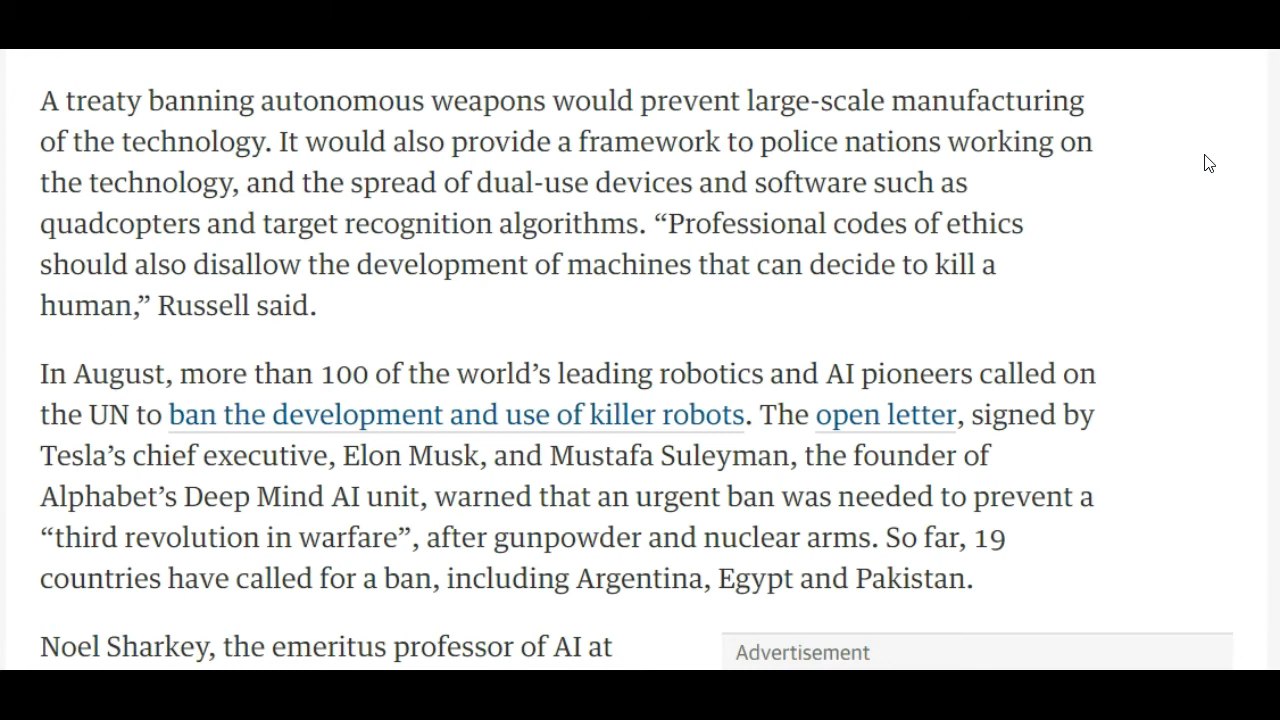 A treaty banning autonomous weapons would prevent large-scale manufacturing
of the technology. It would also provide a framework to police nations working on
the technology, and the spread of dual-use devices and software such as
quadcopters and target recognition algorithms. “Professional codes of ethics
should also disallow the development of machines that can decide to kill a
human,” Russell said.
In August, more than 100 of the world’s leading robotics and AI pioneers called on
the UN to ban the development and use of killer robots. The open letter, signed by
Tesla’s chief executive, Elon Musk, and Mustafa Suleyman, the founder of
Alphabet’s Deep Mind AI unit, warned that an urgent ban was needed to prevent a
“third revolution in warfare”, after gunpowder and nuclear arms. So far, 19
countries have called for a ban, including Argentina, Egypt and Pakistan.
Noel Sharkey, the emeritus professor of AI at
Advertisement